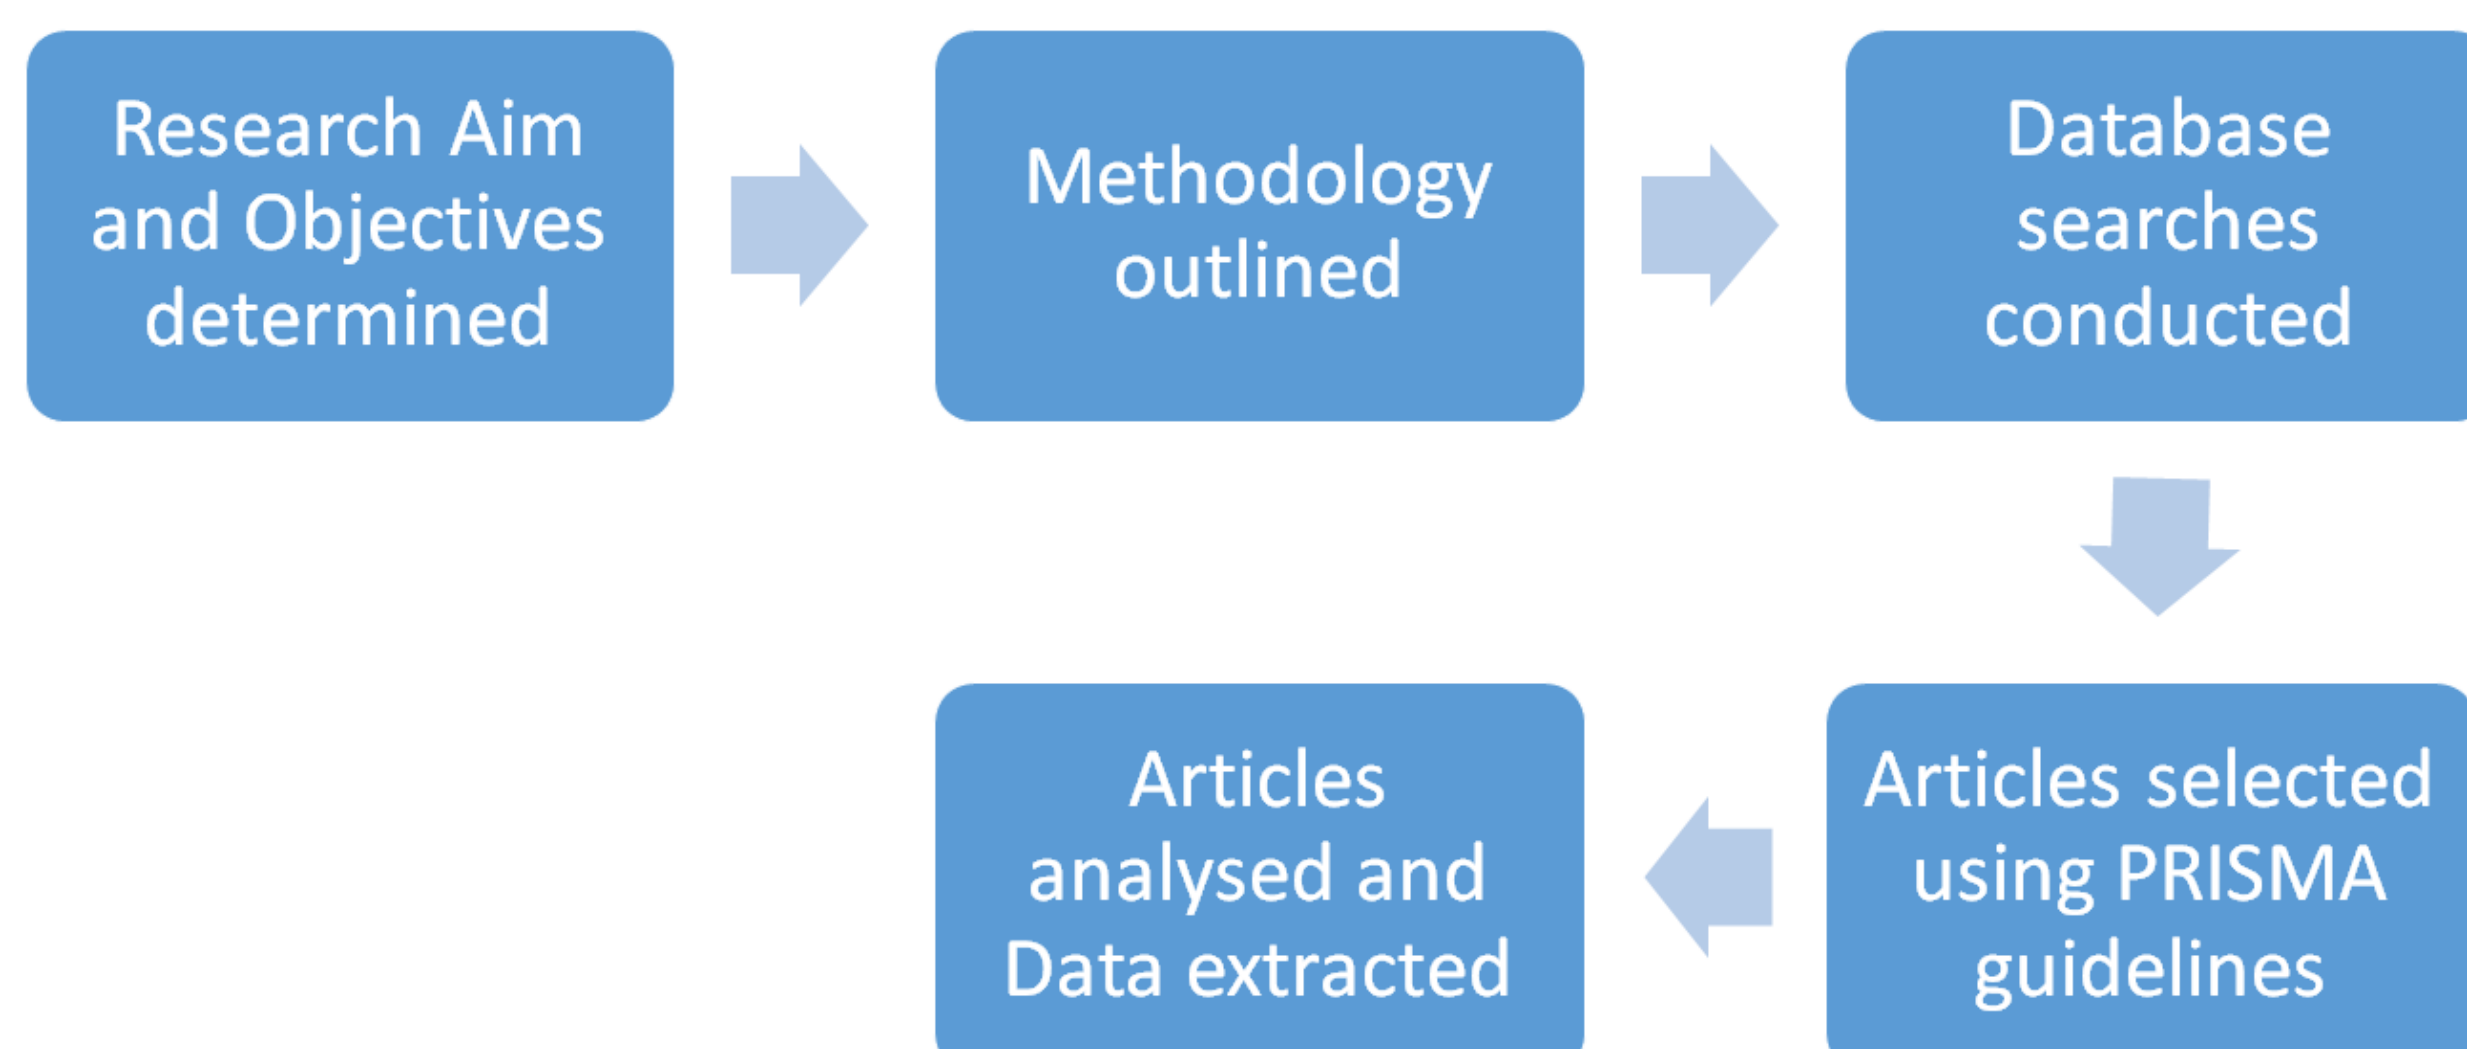 Research Aim
and Objectives
determined
Methodology
outlined
Database
searches
conducted
Articles selected
using PRISMA
guidelines
Articles
analysed and
Data extracted